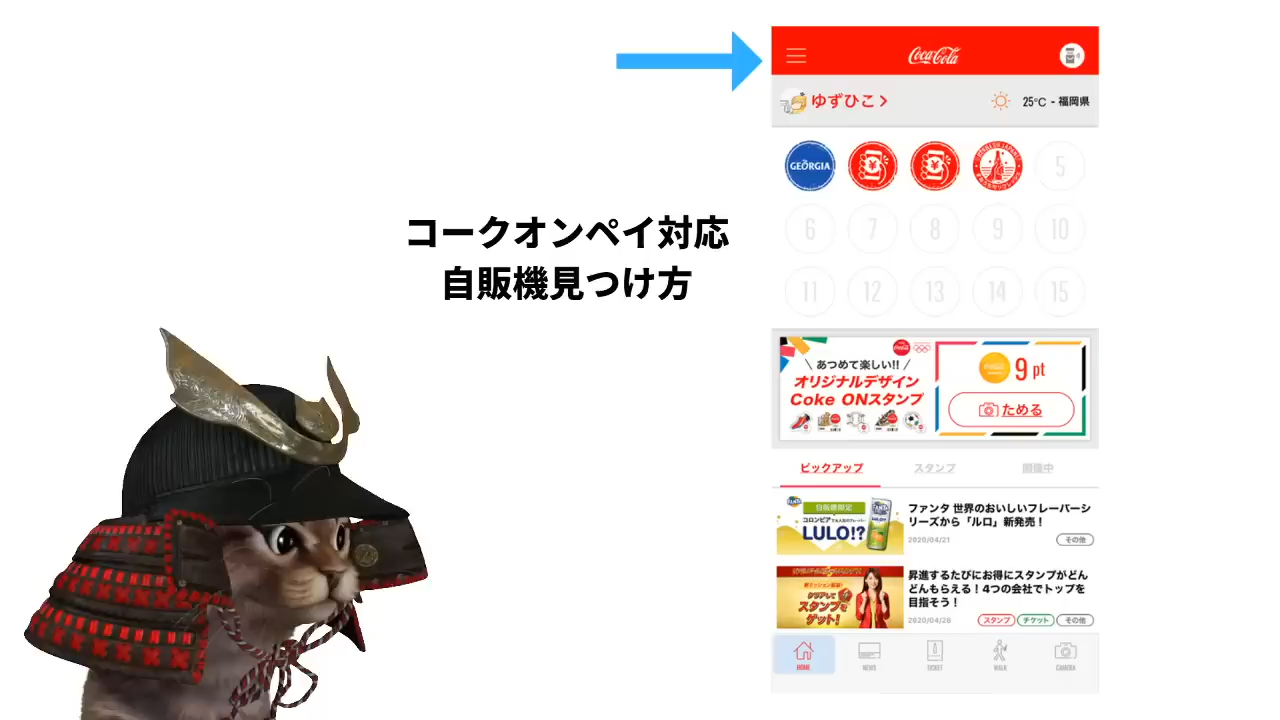 Coca-Cola
ゆずひこ
25℃ - 福岡県
GEORGIA
5
6 7 8 9 10
11 12 13 14 15
コークオンペイ対応
自販機見つけ方
あつめて楽しい!!
オリジナルデザイン
Coke ONスタンプ
9 pt
ためる
ピックアップ スタンプ 開催中
FANTA
自販機限定
LULO!?
ファンタ 世界のおいしいフレーバーシ
リーズから「ルロ」新発売！
2020/04/21 その他
クリアして
スタンプを
ゲット!
昇進するたびにお得にスタンプがどん
どんもらえる！4つの会社でトップを
目指そう！
2020/04/26 スタンプ チケット その他
HOME NEWS TICKET WALK CAMERA